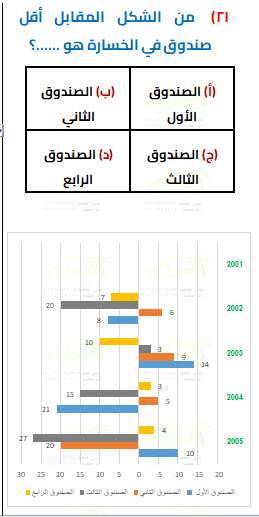 ٢١) من الشكل المقابل أقل
صندوق في الخسارة هو ......؟
(أ) الصندوق الأول
(ب) الصندوق الثاني
(ج) الصندوق الثالث
(د) الصندوق الرابع
2001
7
20
6
8
2002
10
3
9
14
2003
3
15
5
21
2004
4
27
20
10
2005
30 25 20 15 10 5 0 5 10 15 20
الصندوق الأول الصندوق الثاني الصندوق الثالث الصندوق الرابع